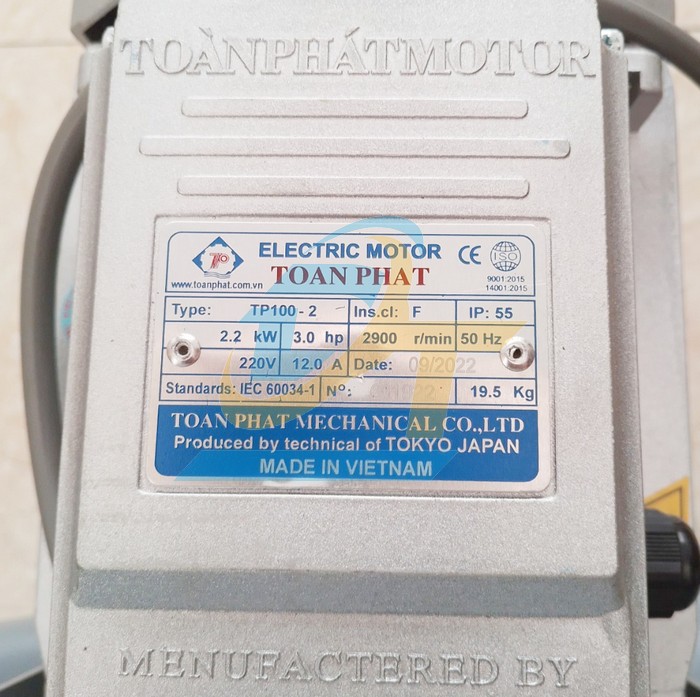 TOÀNPHÁTMOTOR
TP
ELECTRIC MOTOR CE ISO
TOAN PHAT
www.toanphat.com.vn 9001:2015
14001:2015
Type: TP100-2 Ins.cl: F IP: 55
2.2 kW 3.0 hp 2900 r/min 50 Hz
220V 12.0 A Date: 09/2022
Standards: IEC 60034-1 Nº: 19.5 Kg
TOAN PHAT MECHANICAL CO.,LTD
Produced by technical of TOKYO JAPAN
MADE IN VIETNAM
MENUFACTERED BY